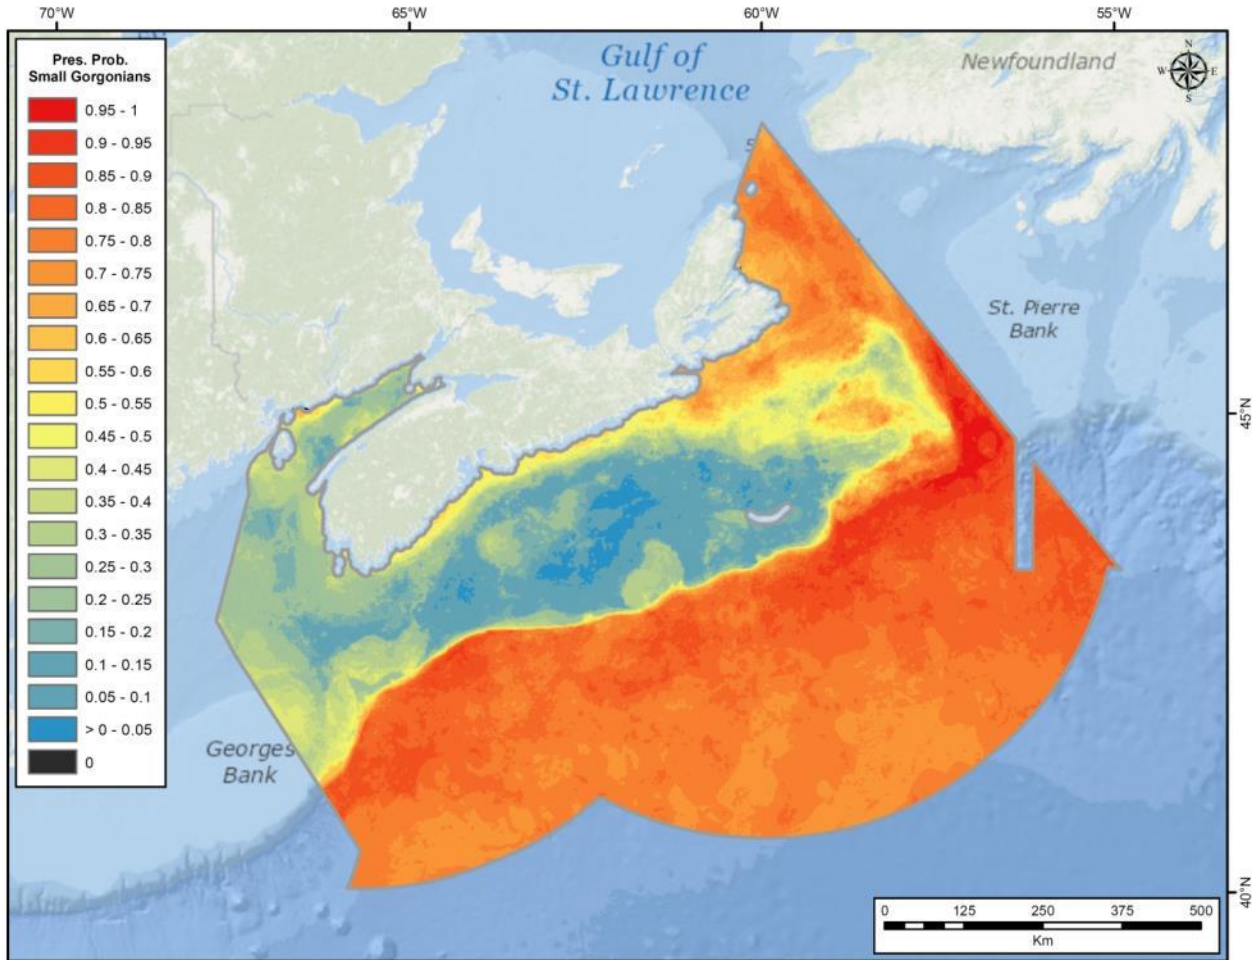 70°W
65°W
60°W
55°W
Pres. Prob.
Small Gorgonians
0.95 - 1
0.9 - 0.95
0.85 - 0.9
0.8 - 0.85
0.75 - 0.8
0.7 - 0.75
0.65 - 0.7
0.6 - 0.65
0.55 - 0.6
0.5 - 0.55
0.45 - 0.5
0.4 - 0.45
0.35 - 0.4
0.3 - 0.35
0.25 - 0.3
0.2 - 0.25
0.15 - 0.2
0.1 - 0.15
0.05 - 0.1
> 0 - 0.05
0
Gulf of
St. Lawrence
Newfoundland
N
W
E
S
St. Pierre
Bank
45°N
Georges
Bank
40°N
0
125
250
375
500
Km